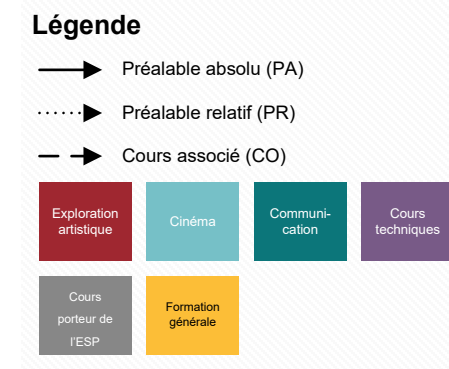 Légende
Préalable absolu (PA)
Préalable relatif (PR)
Cours associé (CO)
Exploration
artistique
Cinéma
Communi-
cation
Cours
techniques
Cours
porteur de
l'ESP
Formation
générale